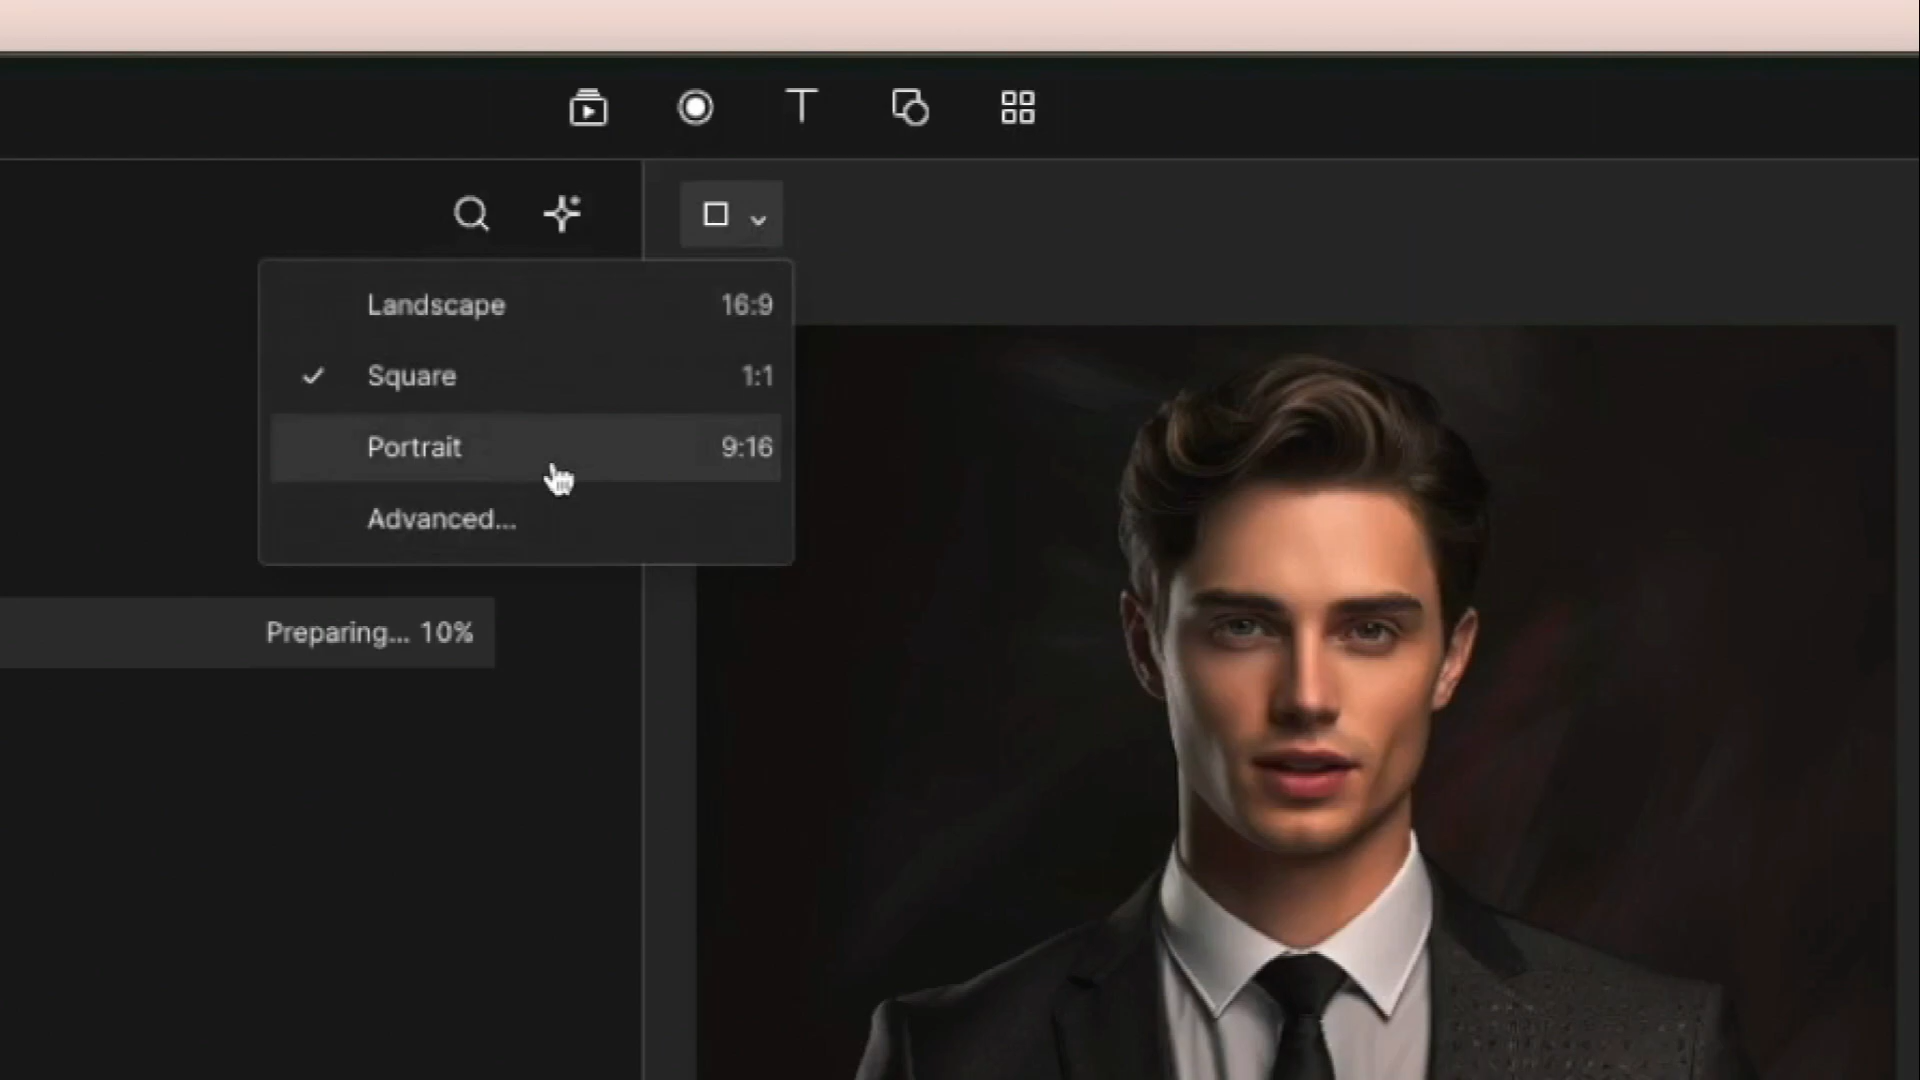 Landscape 16:9
Square 1:1
Portrait 9:16
Advanced...
Preparing... 10%